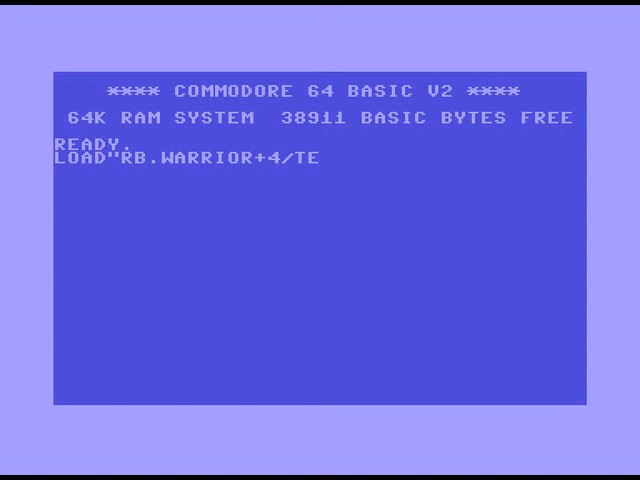 **** COMMODORE 64 BASIC V2 ****
64K RAM SYSTEM  38911 BASIC BYTES FREE
READY.
LOAD"RB.WARRIOR+4/TE